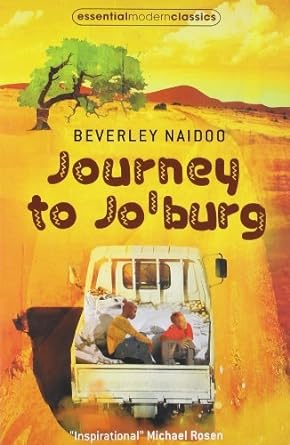 essentialmodernclassics
BEVERLEY NAIDOO
Journey
to Jo'burg
"Inspirational" Michael Rosen